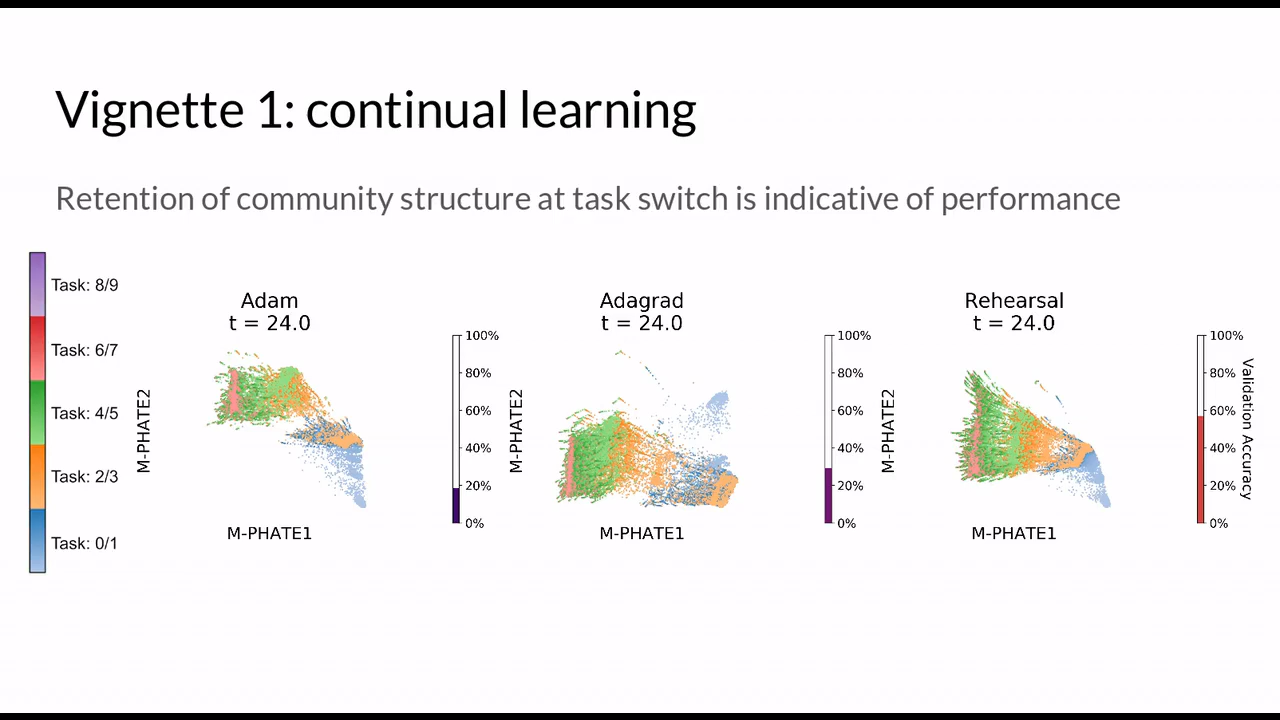 Vignette 1: continual learning
Retention of community structure at task switch is indicative of performance
Task: 8/9
Task: 6/7
Task: 4/5
Task: 2/3
Task: 0/1
Adam
t = 24.0
M-PHATE2
M-PHATE1
100%
80%
60%
40%
20%
0%
Adagrad
t = 24.0
M-PHATE2
M-PHATE1
100%
80%
60%
40%
20%
0%
Rehearsal
t = 24.0
M-PHATE2
M-PHATE1
100%
80%
60%
40%
20%
0%
Validation Accuracy